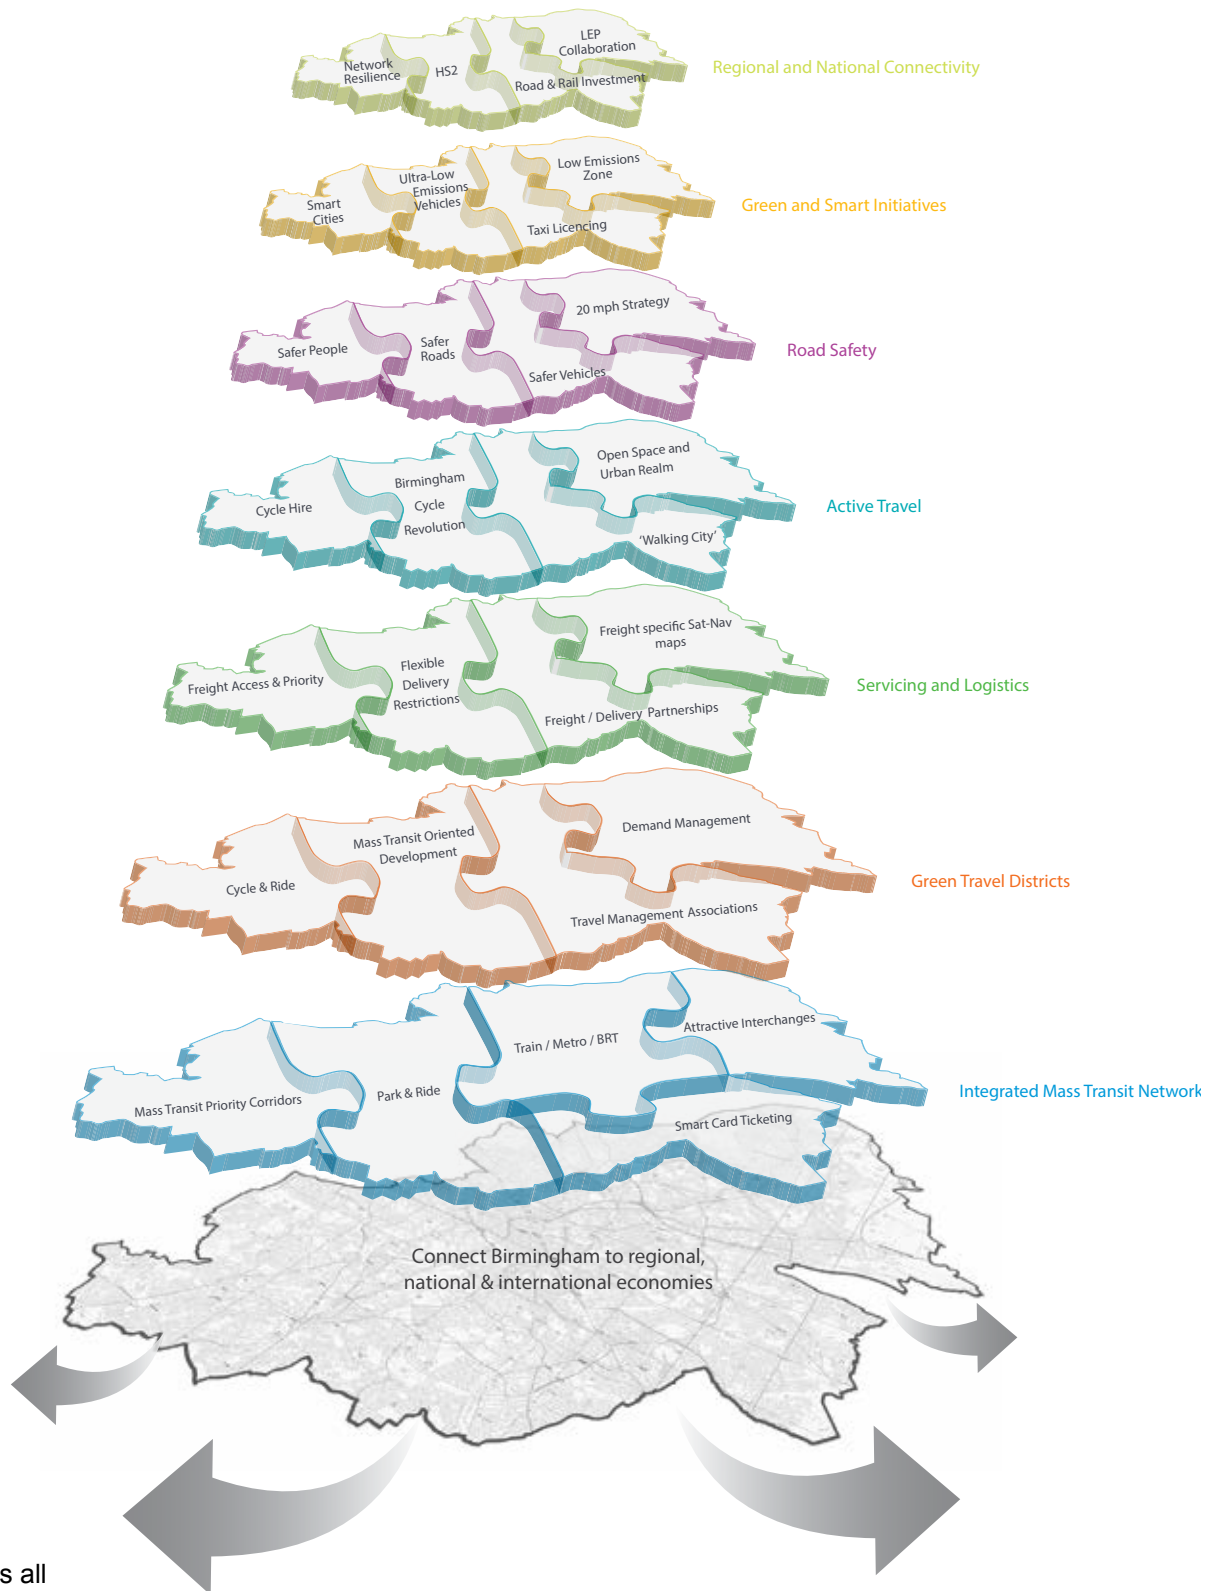 LEP
Collaboration
Network
Resilience
HS2
Road & Rail Investment
Regional and National Connectivity
Low Emissions
Zone
Ultra-Low
Emissions
Vehicles
Smart
Cities
Taxi Licencing
Green and Smart Initiatives
20 mph Strategy
Safer People
Safer
Roads
Safer Vehicles
Road Safety
Open Space and
Urban Realm
Birmingham
Cycle
Revolution
Cycle Hire
'Walking City'
Active Travel
Freight specific Sat-Nav
maps
Flexible
Delivery
Restrictions
Freight Access & Priority
Freight / Delivery Partnerships
Servicing and Logistics
Demand Management
Mass Transit Oriented
Development
Cycle & Ride
Travel Management Associations
Green Travel Districts
Attractive Interchanges
Train / Metro / BRT
Park & Ride
Mass Transit Priority Corridors
Smart Card Ticketing
Integrated Mass Transit Network
Connect Birmingham to regional,
national & international economies
s all